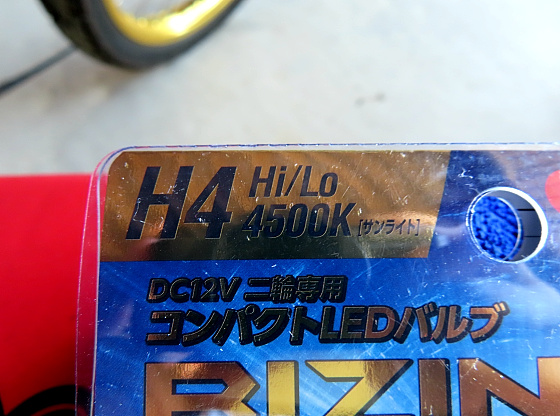 H4 Hi/Lo
4500K [サンライト]
DC12V 二輪専用
コンパクトLEDバルブ